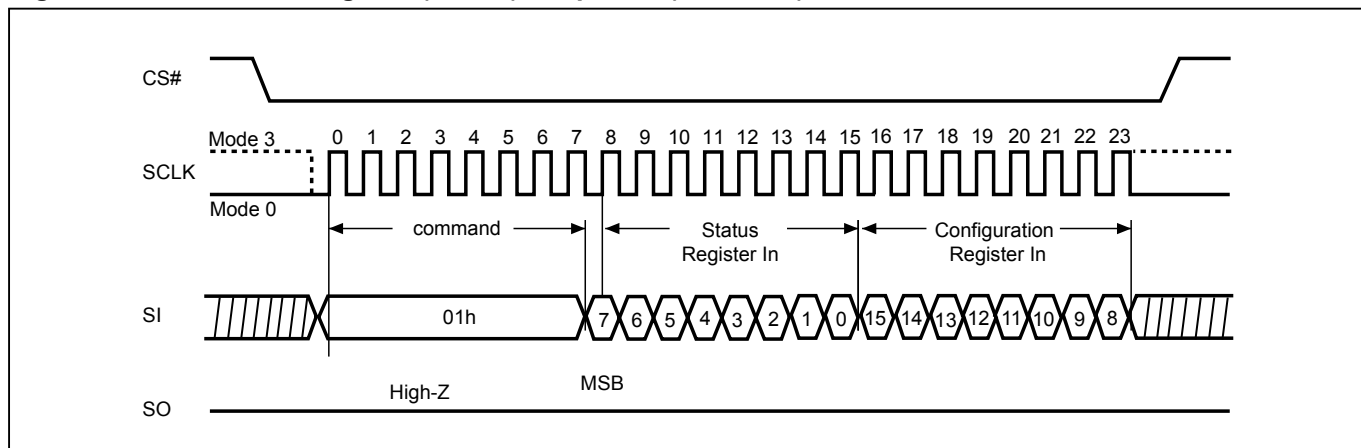 CS#
Mode 3
0 1 2 3 4 5 6 7 8 9 10 11 12 13 14 15 16 17 18 19 20 21 22 23
SCLK
Mode 0
command
Status
Register In
Configuration
Register In
SI
01h
7 6 5 4 3 2 1 0 15 14 13 12 11 10 9 8
High-Z
MSB
SO